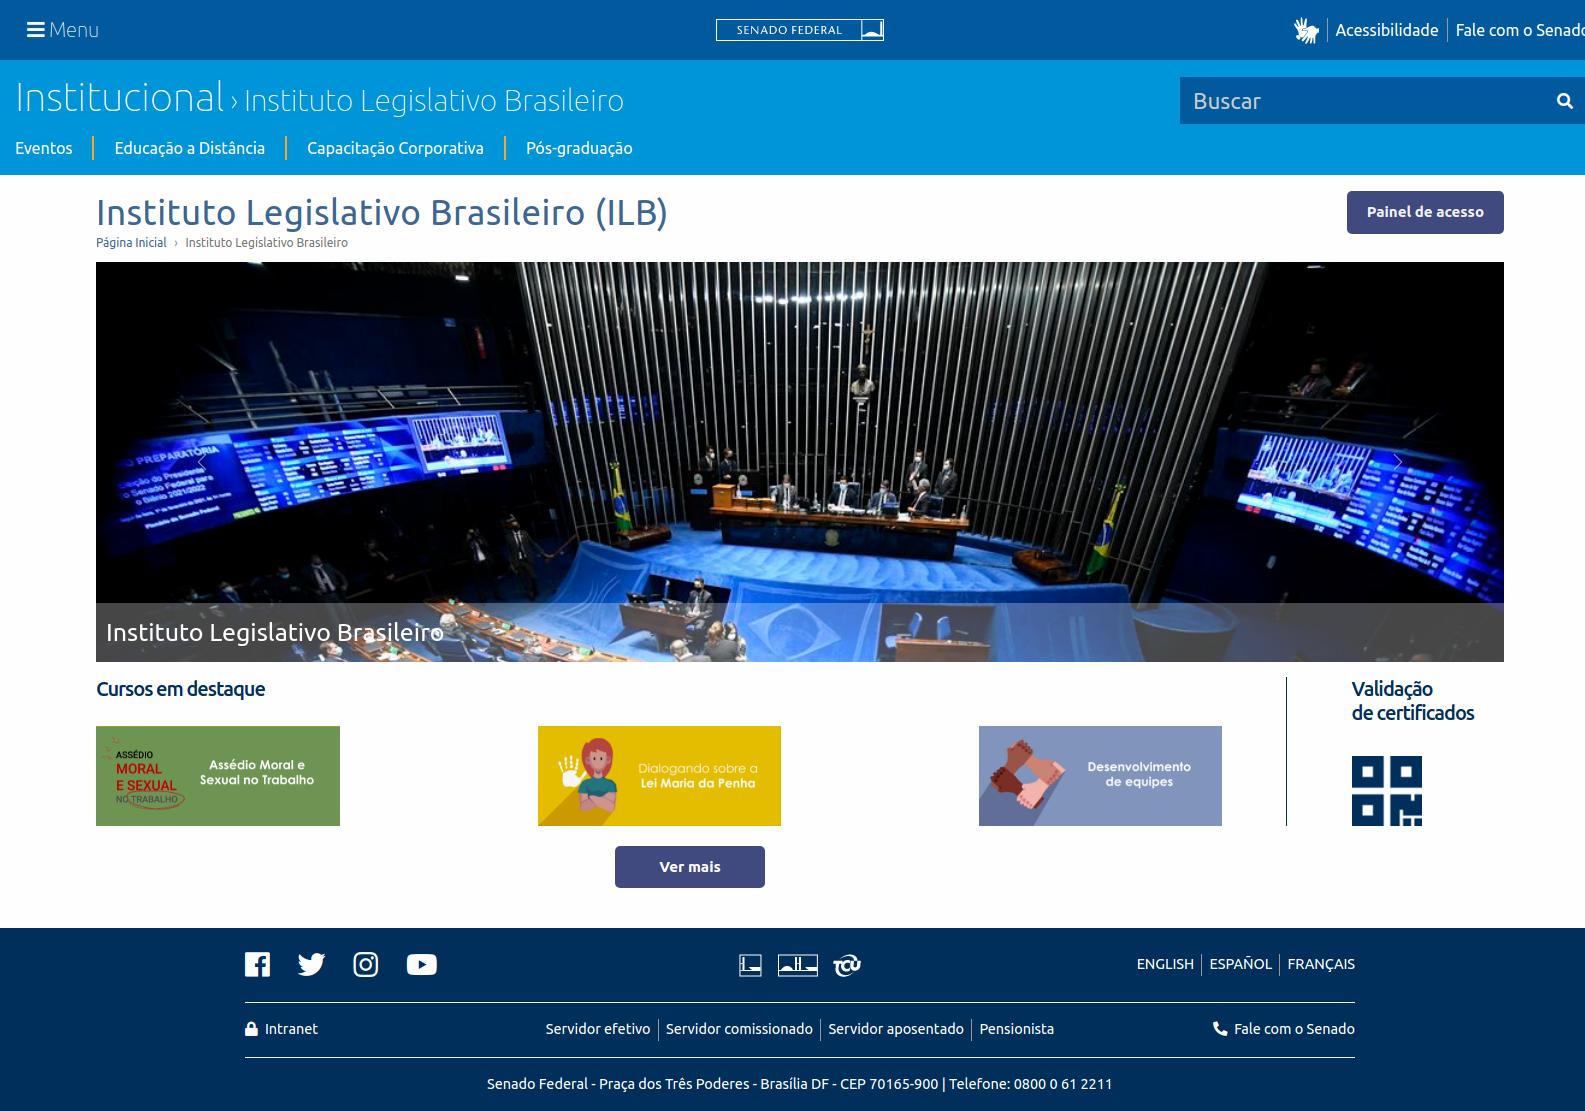 Menu
SENADO FEDERAL
Acessibilidade
Fale com o Senado
Institucional › Instituto Legislativo Brasileiro
Buscar
Eventos
Educação a Distância
Capacitação Corporativa
Pós-graduação
Instituto Legislativo Brasileiro (ILB)
Painel de acesso
Página Inicial › Instituto Legislativo Brasileiro
PREPARATÓRIA
Instituto Legislativo Brasileiro
Cursos em destaque
Validação
de certificados
ASSÉDIO
MORAL
E SEXUAL
NO TRABALHO
Assédio Moral e
Sexual no Trabalho
Dialogando sobre a
Lei Maria da Penha
Desenvolvimento
de equipes
Ver mais
TCU
ENGLISH
ESPAÑOL
FRANÇAIS
Intranet
Servidor efetivo
Servidor comissionado
Servidor aposentado
Pensionista
Fale com o Senado
Senado Federal - Praça dos Três Poderes - Brasília DF - CEP 70165-900 | Telefone: 0800 0 61 2211